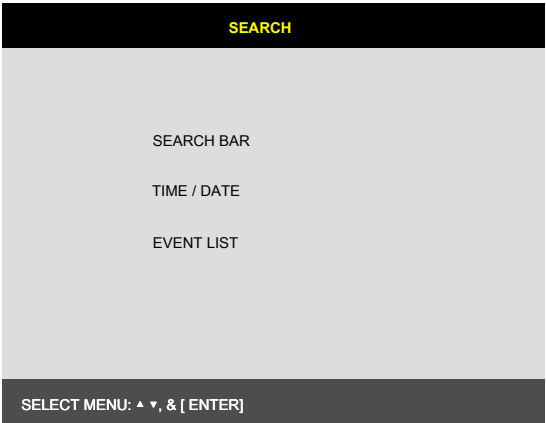 SEARCH
SEARCH BAR
TIME / DATE
EVENT LIST
SELECT MENU: ▲ ▼, & [ ENTER]